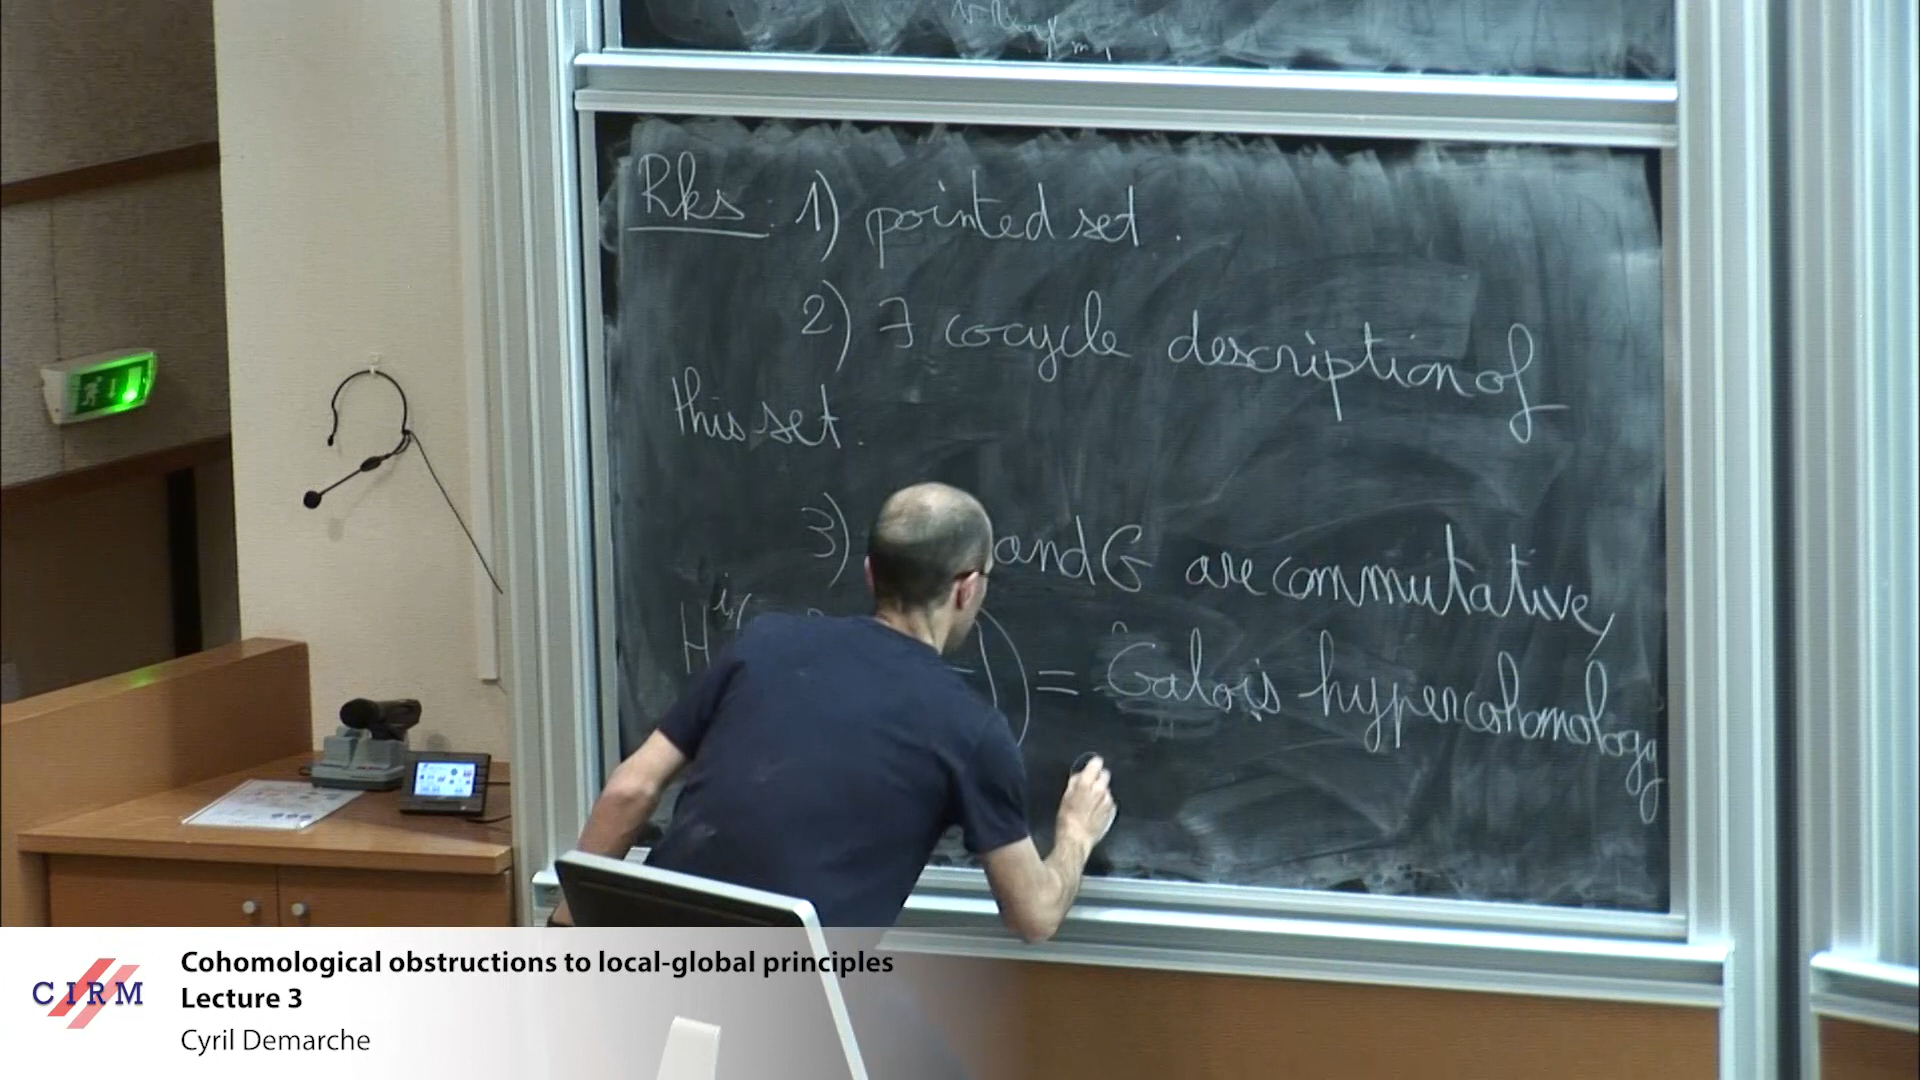 Rks: 1) pointed set.
2) ∃ cocycle description of
this set.
3) and G are commutative,
H = Galois hypercohomology
CIRM
Cohomological obstructions to local-global principles
Lecture 3
Cyril Demarche